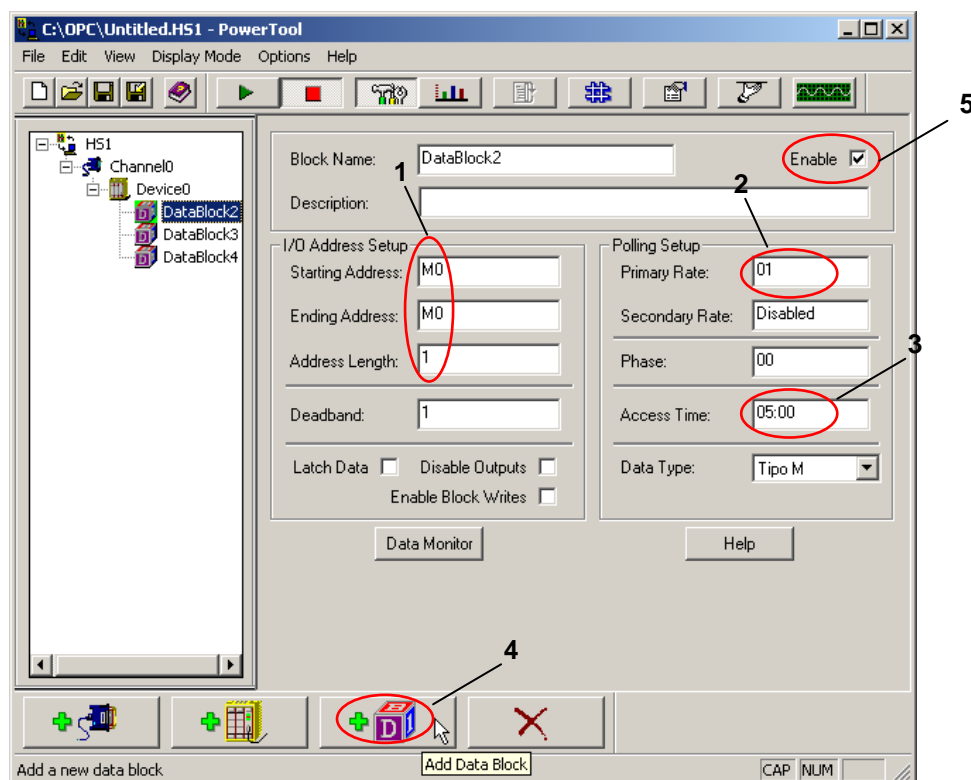 C:\OPC\Untitled.HS1 - PowerTool
File Edit View Display Mode Options Help
5
HS1
Channel0
Device0
DataBlock2
DataBlock3
DataBlock4
Block Name: DataBlock2 Enable
1
2
Description:
I/O Address Setup
Starting Address: M0
Ending Address: M0
Address Length: 1
Deadband: 1
Latch Data Disable Outputs
Enable Block Writes
Polling Setup
Primary Rate: 01
Secondary Rate: Disabled
3
Phase: 00
Access Time: 05:00
Data Type: Tipo M
Data Monitor Help
4
D
Add Data Block
Add a new data block CAP NUM